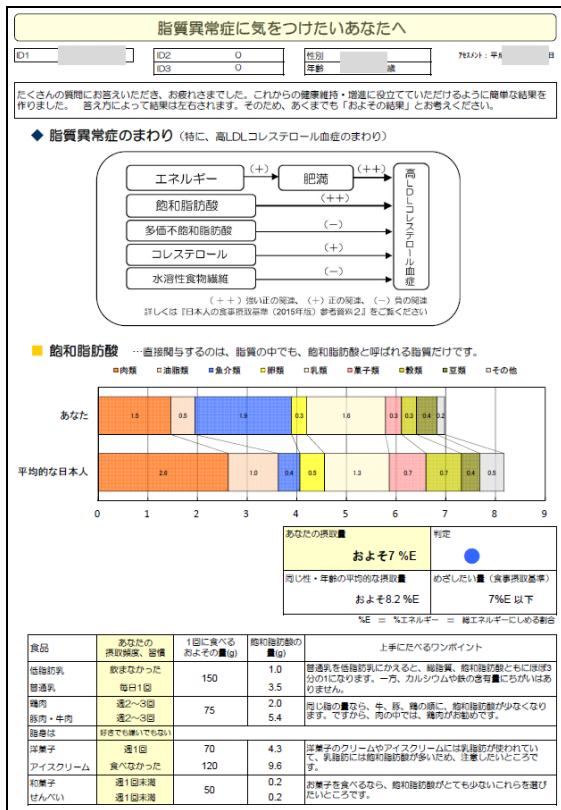 脂質異常症に気をつけたいあなたへ
ID1
ID2 0
ID3 0
性別
年齢 歳
アセスメント：平成 日
たくさんの質問にお答えいただき、お疲れさまでした。これからの健康維持・増進に役立てていただけるように簡単な結果を
作りました。 答え方によって結果は左右されます。そのため、あくまでも「およその結果」とお考えください。
◆ 脂質異常症のまわり（特に、高LDLコレステロール血症のまわり）
エネルギー （＋） 肥満 （＋＋）
飽和脂肪酸 （＋＋）
多価不飽和脂肪酸 （－）
コレステロール （＋）
水溶性食物繊維 （－）
高LDLコレステロール血症
（＋＋）強い正の関連、（＋）正の関連、（－）負の関連
詳しくは『日本人の食事摂取基準（2015年版）参考資料２』をご覧ください
■ 飽和脂肪酸 …直接関与するのは、脂質の中でも、飽和脂肪酸と呼ばれる脂質だけです。
肉類 油脂類 魚介類 卵類 乳類 菓子類 穀類 豆類 その他
あなた 1.5 0.5 1.9 0.3 1.6 0.3 0.3 0.4 0.2
平均的な日本人 2.6 1.0 0.4 0.5 1.3 0.7 0.7 0.4 0.5
0 1 2 3 4 5 6 7 8 9
あなたの摂取量 判定
およそ7 %E
同じ性・年齢の平均的な摂取量 めざしたい量（食事摂取基準）
およそ8.2 %E 7%E 以下
%E ＝ %エネルギー ＝ 総エネルギーにしめる割合
食品 あなたの摂取頻度、習慣 1回に食べるおよその量(g) 飽和脂肪酸の量(g) 上手にたべるワンポイント
低脂肪乳 飲まなかった 150 1.0
普通乳 毎日1回 3.5
普通乳を低脂肪乳にかえると、総脂質、飽和脂肪酸ともにほぼ3
分の1になります。一方、カルシウムや鉄の含有量にちがいはあ
りません。
鶏肉 週2～3回 75 2.0
豚肉・牛肉 週2～3回 5.4
同じ脂の量なら、牛、豚、鶏の順に、飽和脂肪酸が少なくなり
ます。ですから、肉の中では、鶏肉がお勧めです。
脂身は 好きでも嫌いでもない
洋菓子 週1回 70 4.3
アイスクリーム 食べなかった 120 9.6
洋菓子のクリームやアイスクリームには乳脂肪が使われてい
て、乳脂肪には飽和脂肪酸が多いため、注意したいところで
す。
和菓子 週1回未満 50 0.2
せんべい 週1回未満 0.2
お菓子を食べるなら、飽和脂肪酸がとても少ないこれらを選び
たいところです。